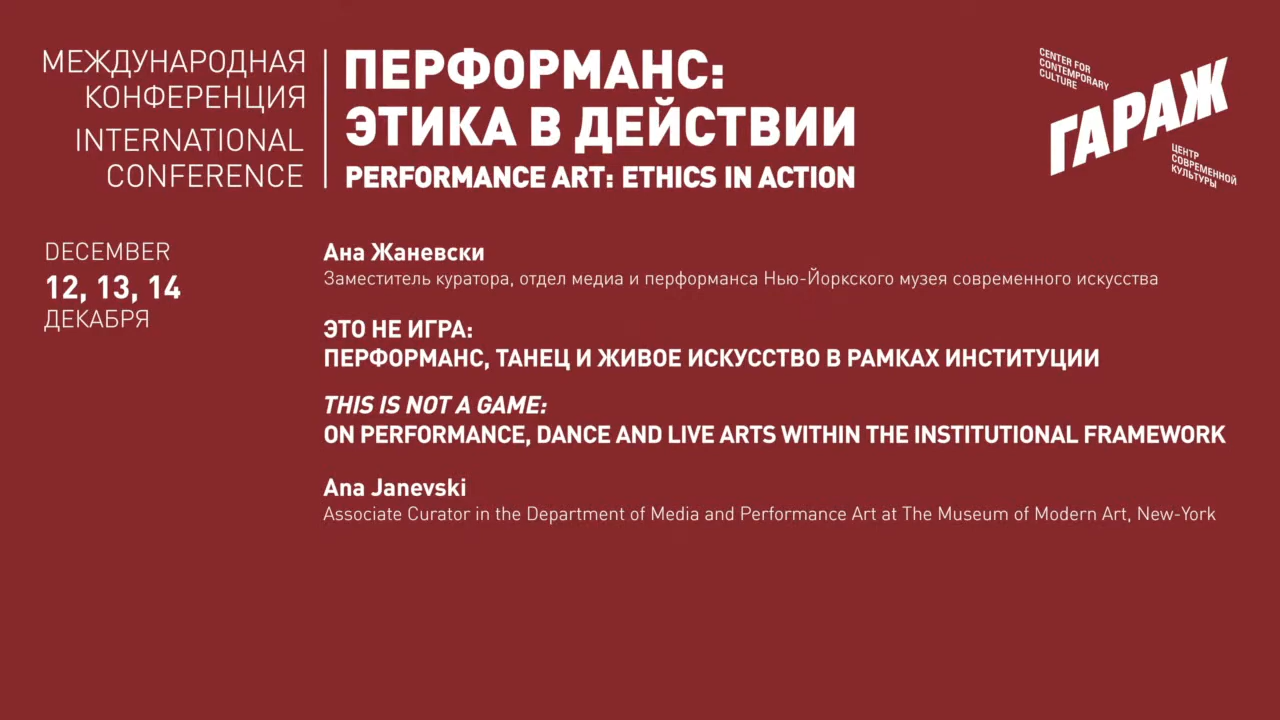 МЕЖДУНАРОДНАЯ
КОНФЕРЕНЦИЯ
INTERNATIONAL
CONFERENCE
ПЕРФОРМАНС:
ЭТИКА В ДЕЙСТВИИ
PERFORMANCE ART: ETHICS IN ACTION
CENTER FOR
CONTEMPORARY
CULTURE
ГАРАЖ
ЦЕНТР
СОВРЕМЕННОЙ
КУЛЬТУРЫ
DECEMBER
12, 13, 14
ДЕКАБРЯ
Ана Жаневски
Заместитель куратора, отдел медиа и перформанса Нью-Йоркского музея современного искусства
ЭТО НЕ ИГРА:
ПЕРФОРМАНС, ТАНЕЦ И ЖИВОЕ ИСКУССТВО В РАМКАХ ИНСТИТУЦИИ
THIS IS NOT A GAME:
ON PERFORMANCE, DANCE AND LIVE ARTS WITHIN THE INSTITUTIONAL FRAMEWORK
Ana Janevski
Associate Curator in the Department of Media and Performance Art at The Museum of Modern Art, New-York